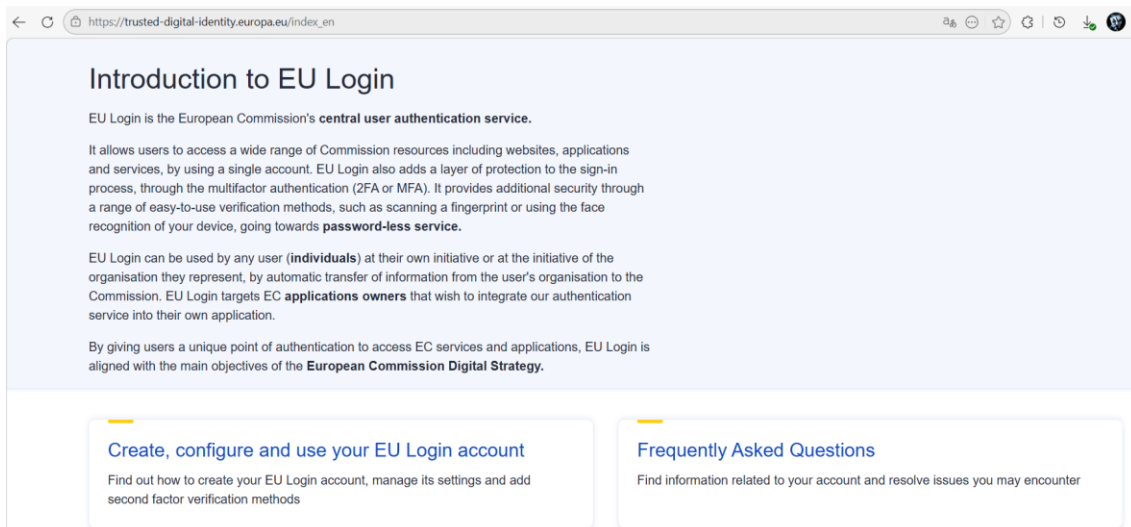 https://trusted-digital-identity.europa.eu/index_en
Introduction to EU Login
EU Login is the European Commission's central user authentication service.
It allows users to access a wide range of Commission resources including websites, applications
and services, by using a single account. EU Login also adds a layer of protection to the sign-in
process, through the multifactor authentication (2FA or MFA). It provides additional security through
a range of easy-to-use verification methods, such as scanning a fingerprint or using the face
recognition of your device, going towards password-less service.
EU Login can be used by any user (individuals) at their own initiative or at the initiative of the
organisation they represent, by automatic transfer of information from the user's organisation to the
Commission. EU Login targets EC applications owners that wish to integrate our authentication
service into their own application.
By giving users a unique point of authentication to access EC services and applications, EU Login is
aligned with the main objectives of the European Commission Digital Strategy.
Create, configure and use your EU Login account
Find out how to create your EU Login account, manage its settings and add
second factor verification methods
Frequently Asked Questions
Find information related to your account and resolve issues you may encounter